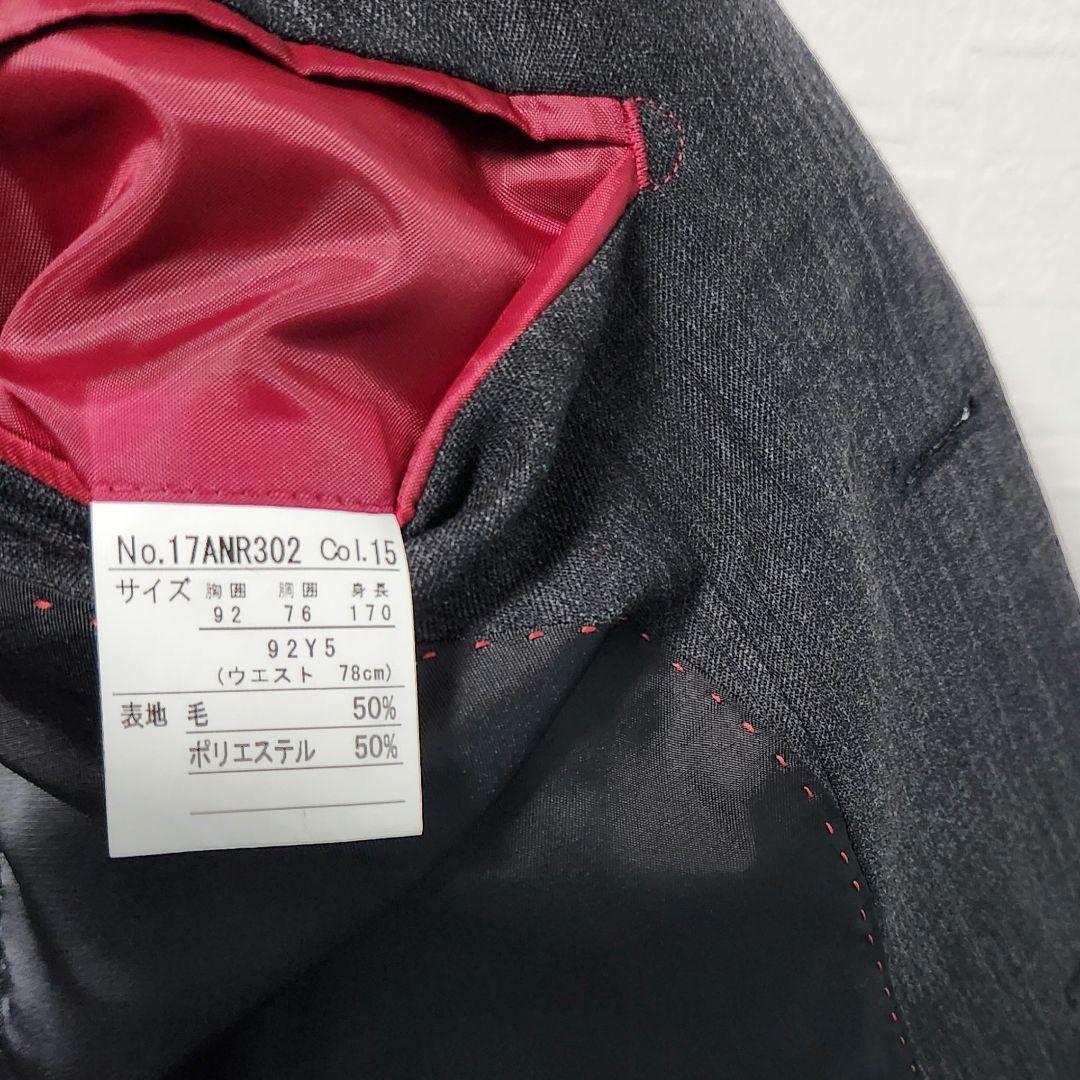 No.17ANR302 Col.15
サイズ 胸囲 胴囲 身長
92 76 170
92Y5
(ウエスト 78cm)
表地 毛 50%
ポリエステル 50%